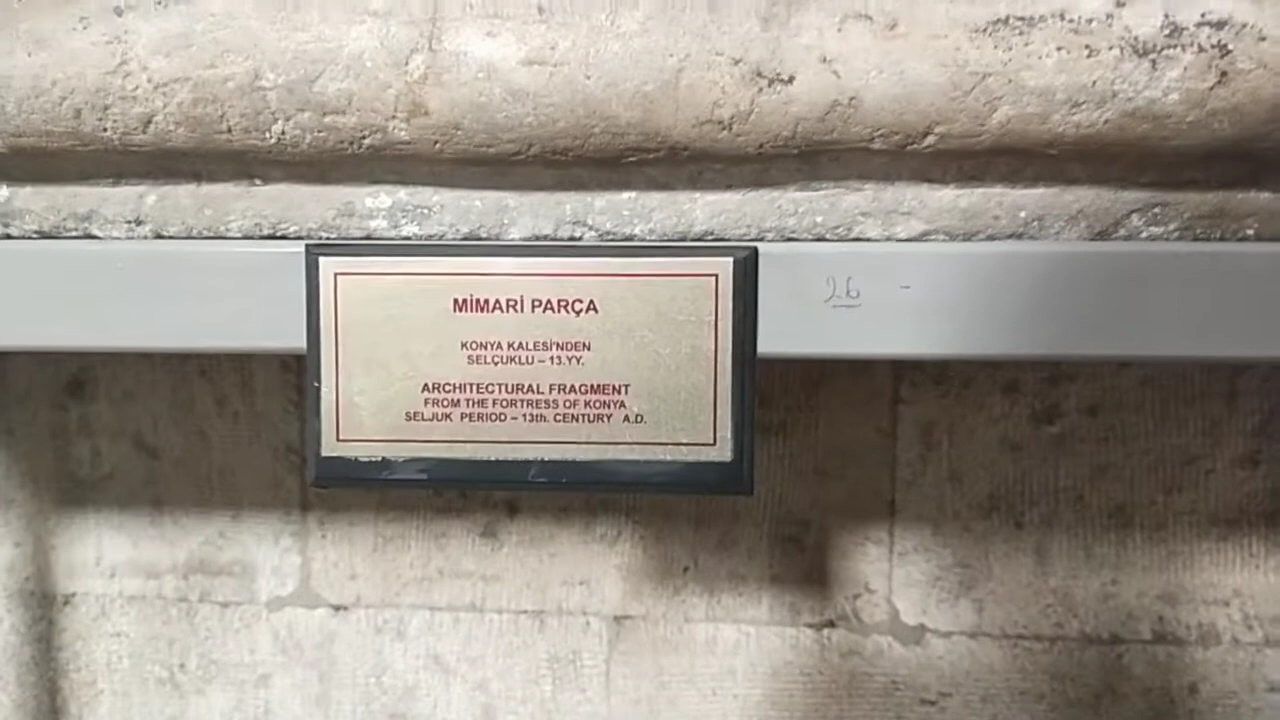 MİMARİ PARÇA
KONYA KALESİ'NDEN
SELÇUKLU – 13.YY.
ARCHITECTURAL FRAGMENT
FROM THE FORTRESS OF KONYA
SELJUK PERIOD – 13th. CENTURY A.D.
26 -